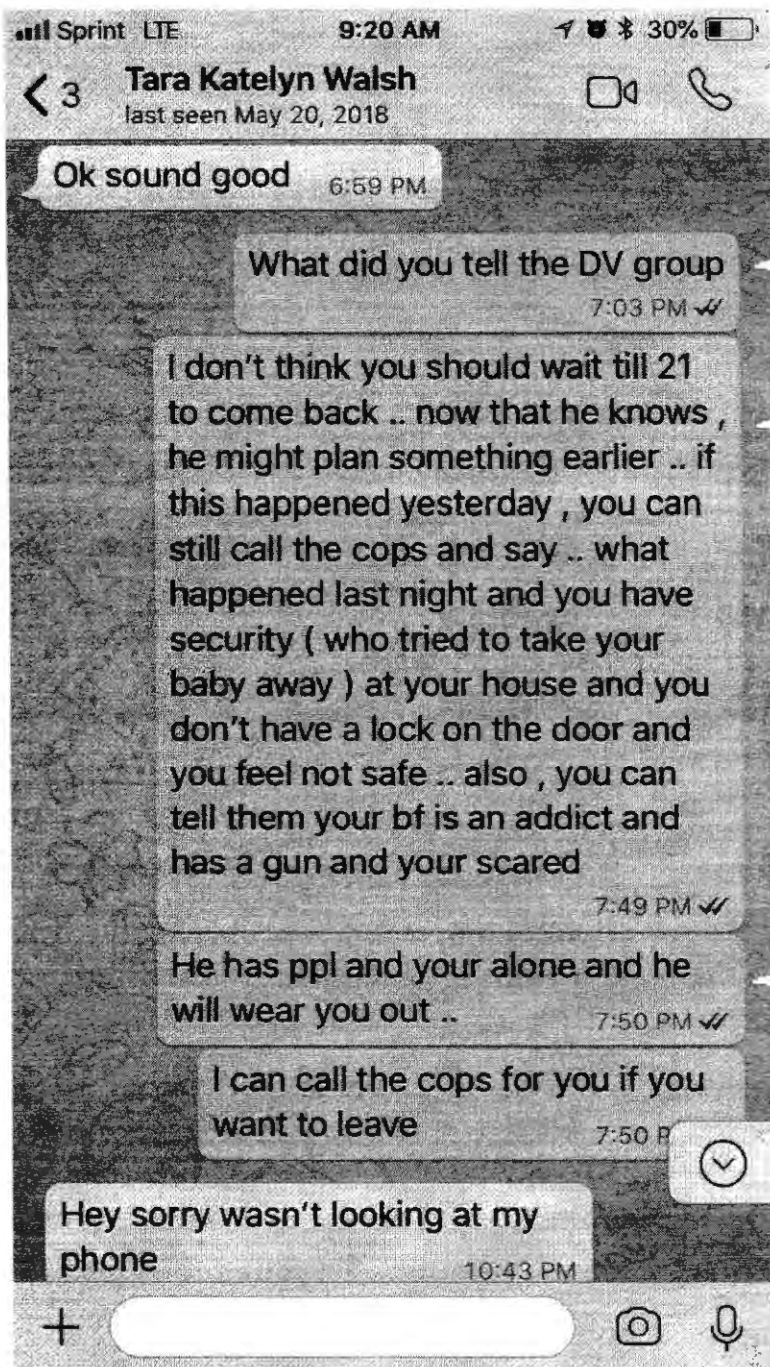 Sprint LTE 9:20 AM 30%
3 Tara Katelyn Walsh
last seen May 20, 2018
Ok sound good 6:59 PM
What did you tell the DV group
7:03 PM
I don't think you should wait till 21
to come back .. now that he knows ,
he might plan something earlier .. if
this happened yesterday , you can
still call the cops and say .. what
happened last night and you have
security ( who tried to take your
baby away ) at your house and you
don't have a lock on the door and
you feel not safe .. also , you can
tell them your bf is an addict and
has a gun and your scared
7:49 PM
He has ppl and your alone and he
will wear you out .. 7:50 PM
I can call the cops for you if you
want to leave 7:50 P
Hey sorry wasn't looking at my
phone 10:43 PM